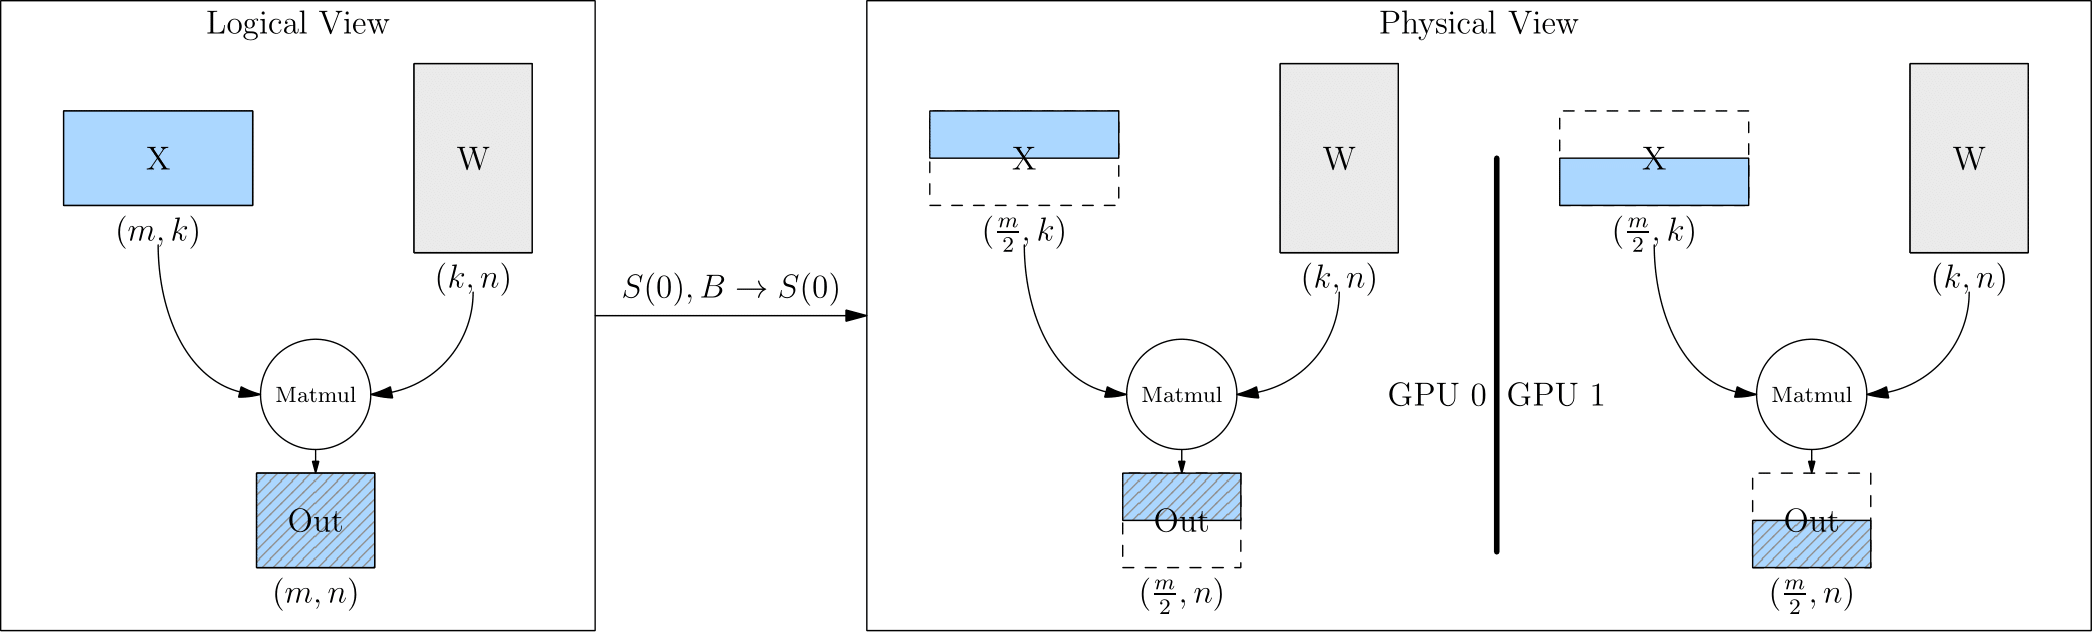 Logical View
X
W
(m, k)
(k, n)
Matmul
Out
(m, n)
S(0), B → S(0)
Physical View
X
W
(m/2, k)
(k, n)
Matmul
Out
(m/2, n)
GPU 0
GPU 1
X
W
(m/2, k)
(k, n)
Matmul
Out
(m/2, n)